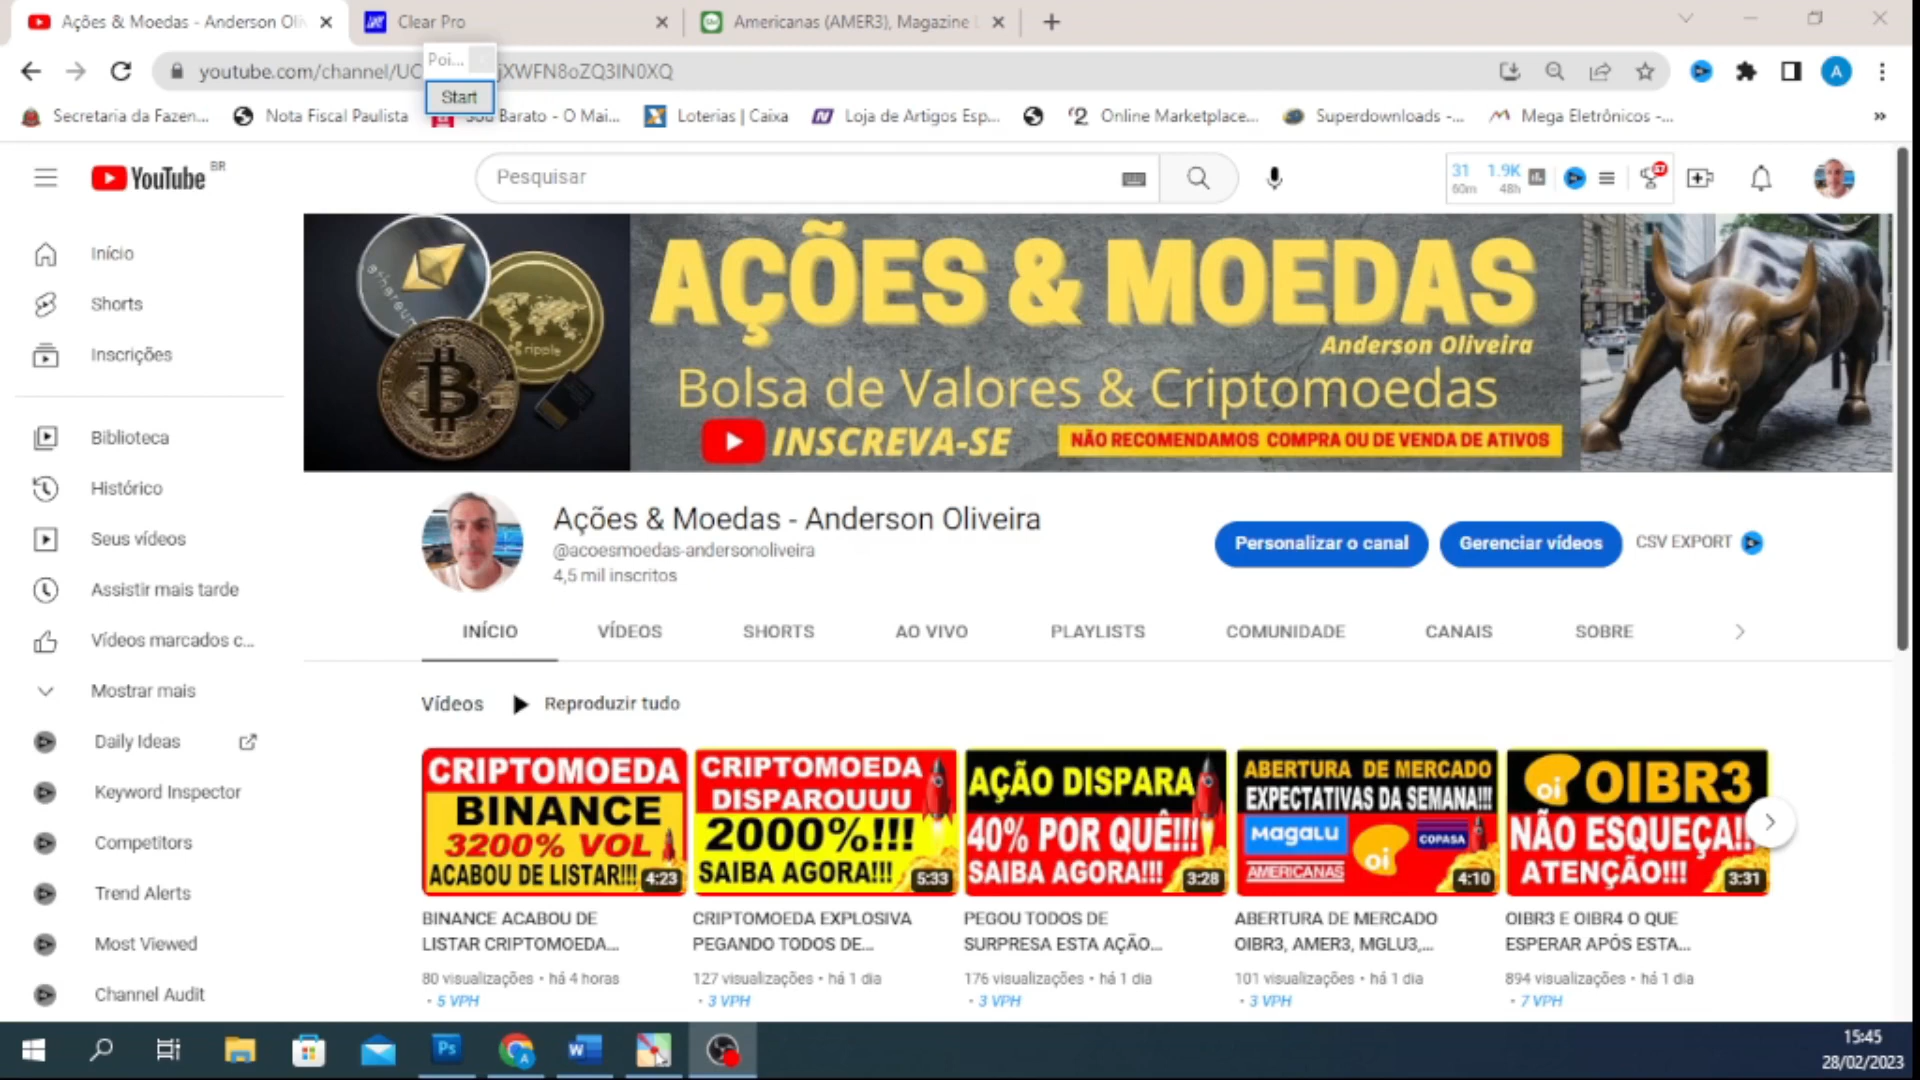 Ações & Moedas - Anderson Oli
Clear Pro
Americanas (AMER3), Magazine
Poi...
youtube.com/channel/UC
jXWFN8oZQ3IN0XQ
A
Start
Secretaria da Fazen...
Nota Fiscal Paulista
Barato - O Mai...
Loterias | Caixa
Loja de Artigos Esp...
Online Marketplace...
Superdownloads -...
Mega Eletrônicos -...
YouTube BR
Pesquisar
31 1.9K
60m 48h
Início
Shorts
Inscrições
Biblioteca
Histórico
Seus vídeos
Assistir mais tarde
Vídeos marcados c...
Mostrar mais
Daily Ideas
Keyword Inspector
Competitors
Trend Alerts
Most Viewed
Channel Audit
ripple
AÇÕES & MOEDAS
Anderson Oliveira
Bolsa de Valores & Criptomoedas
INSCREVA-SE
NÃO RECOMENDAMOS COMPRA OU DE VENDA DE ATIVOS
Ações & Moedas - Anderson Oliveira
@acoesmoedas-andersonoliveira
4,5 mil inscritos
Personalizar o canal
Gerenciar vídeos
CSV EXPORT
INÍCIO
VÍDEOS
SHORTS
AO VIVO
PLAYLISTS
COMUNIDADE
CANAIS
SOBRE
Vídeos
Reproduzir tudo
CRIPTOMOEDA
BINANCE
3200% VOL
ACABOU DE LISTAR!!!
4:23
BINANCE ACABOU DE
LISTAR CRIPTOMOEDA...
80 visualizações • há 4 horas
• 5 VPH
CRIPTOMOEDA
DISPAROUUU
2000%!!!
SAIBA AGORA!!!
5:33
CRIPTOMOEDA EXPLOSIVA
PEGANDO TODOS DE...
127 visualizações • há 1 dia
• 3 VPH
AÇÃO DISPARA
40% POR QUÊ!!!
SAIBA AGORA!!!
3:28
PEGOU TODOS DE
SURPRESA ESTA AÇÃO...
176 visualizações • há 1 dia
• 3 VPH
ABERTURA DE MERCADO
EXPECTATIVAS DA SEMANA!!!
Magalu
oi
COPASA
AMERICANAS
4:10
ABERTURA DE MERCADO
OIBR3, AMER3, MGLU3,...
101 visualizações • há 1 dia
• 3 VPH
oi OIBR3
NÃO ESQUEÇA!!!
ATENÇÃO!!!
3:31
OIBR3 E OIBR4 O QUE
ESPERAR APÓS ESTA...
894 visualizações • há 1 dia
• 7 VPH
Ps
15:45
28/02/2023